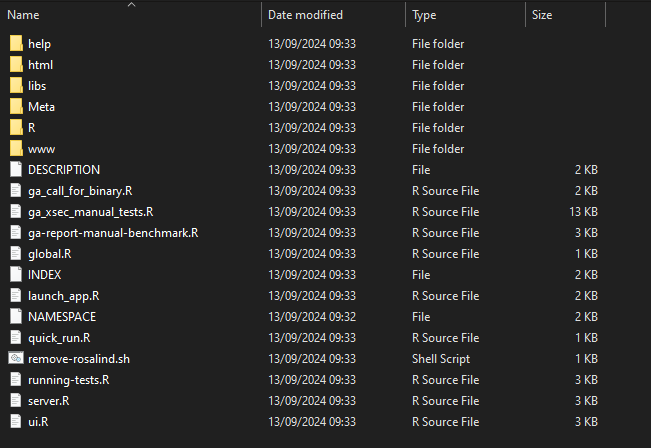 Name Date modified Type Size
help 13/09/2024 09:33 File folder
html 13/09/2024 09:33 File folder
libs 13/09/2024 09:33 File folder
Meta 13/09/2024 09:33 File folder
R 13/09/2024 09:33 File folder
www 13/09/2024 09:33 File folder
DESCRIPTION 13/09/2024 09:33 File 2 KB
ga_call_for_binary.R 13/09/2024 09:33 R Source File 2 KB
ga_xsec_manual_tests.R 13/09/2024 09:33 R Source File 13 KB
ga-report-manual-benchmark.R 13/09/2024 09:33 R Source File 3 KB
global.R 13/09/2024 09:33 R Source File 1 KB
INDEX 13/09/2024 09:33 File 2 KB
launch_app.R 13/09/2024 09:33 R Source File 2 KB
NAMESPACE 13/09/2024 09:32 File 2 KB
quick_run.R 13/09/2024 09:33 R Source File 1 KB
remove-rosalind.sh 13/09/2024 09:33 Shell Script 1 KB
running-tests.R 13/09/2024 09:33 R Source File 3 KB
server.R 13/09/2024 09:33 R Source File 3 KB
ui.R 13/09/2024 09:33 R Source File 2 KB